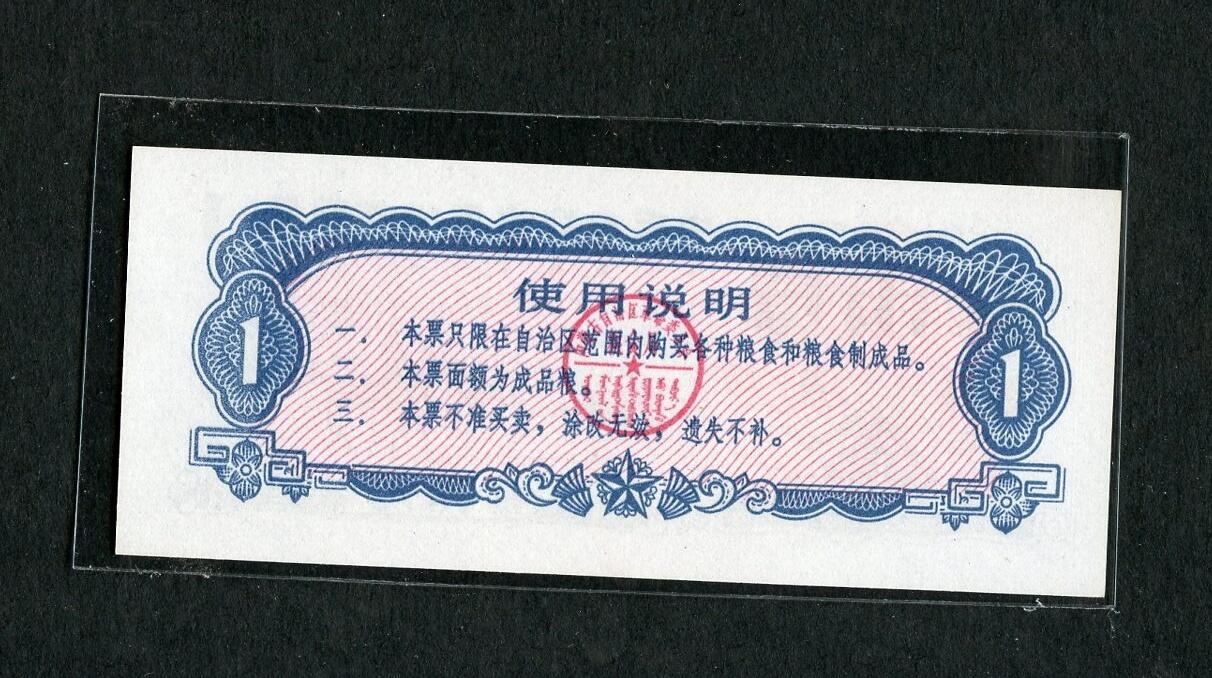 使用说明
1
一. 本票只限在自治区范围内购买各种粮食和粮食制成品。
二. 本票面额为成品粮。
三. 本票不准买卖，涂改无效，遗失不补。
1